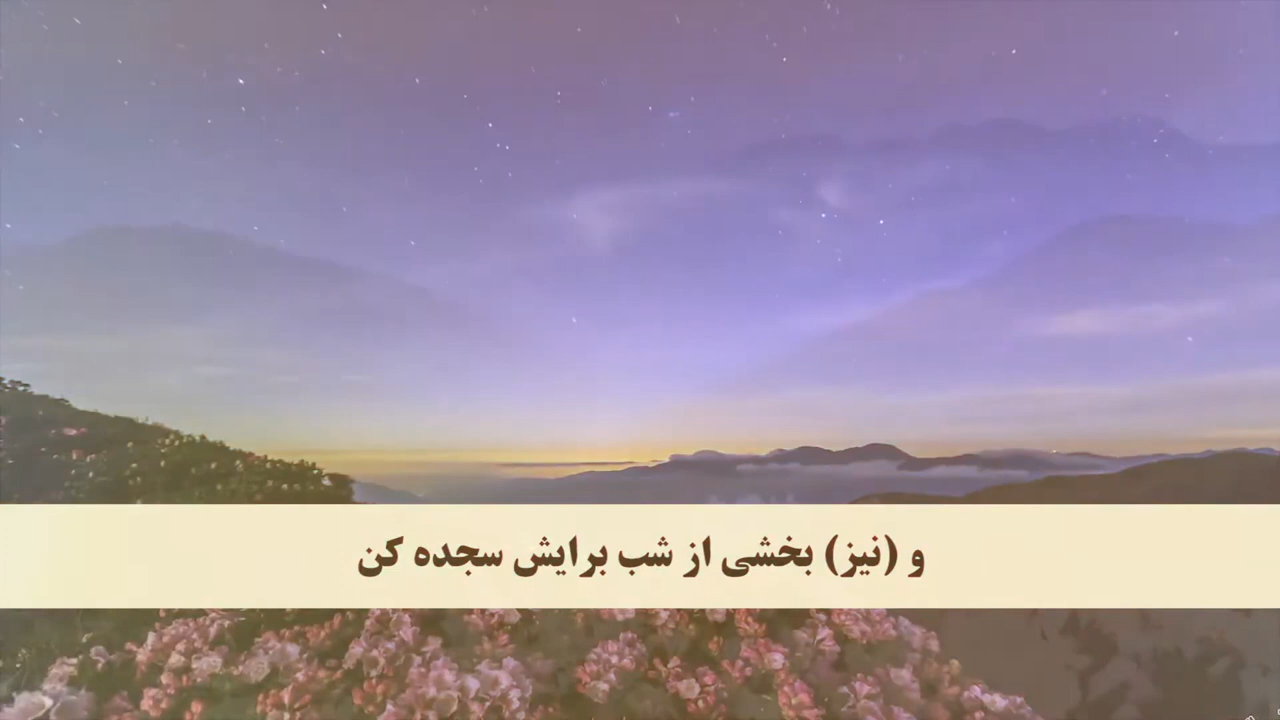 و (نیز) بخشی از شب برایش سجده کن